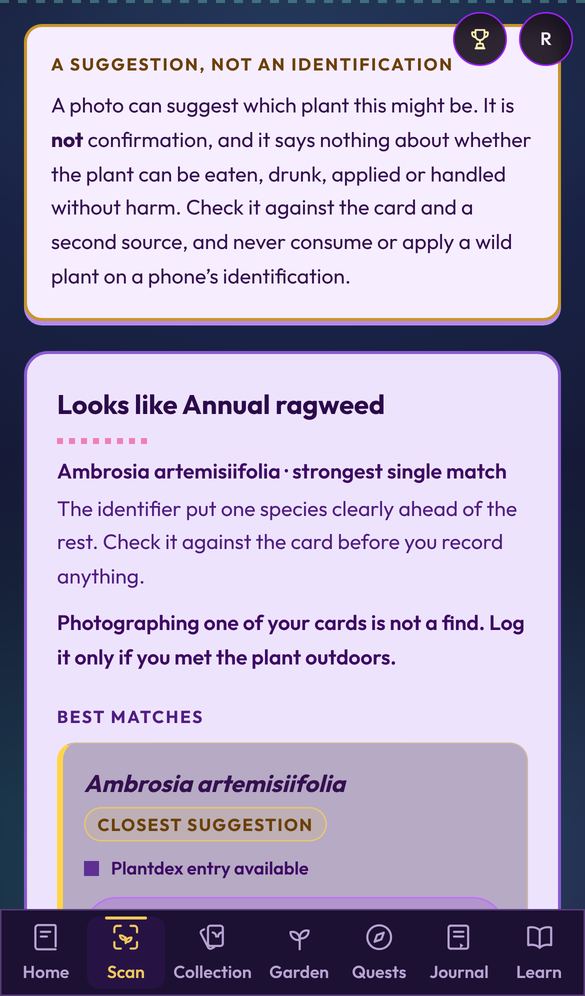 R
A SUGGESTION, NOT AN IDENTIFICATION
A photo can suggest which plant this might be. It is
not confirmation, and it says nothing about whether
the plant can be eaten, drunk, applied or handled
without harm. Check it against the card and a
second source, and never consume or apply a wild
plant on a phone’s identification.
Looks like Annual ragweed
Ambrosia artemisiifolia · strongest single match
The identifier put one species clearly ahead of the
rest. Check it against the card before you record
anything.
Photographing one of your cards is not a find. Log
it only if you met the plant outdoors.
BEST MATCHES
Ambrosia artemisiifolia
CLOSEST SUGGESTION
Plantdex entry available
Home Scan Collection Garden Quests Journal Learn